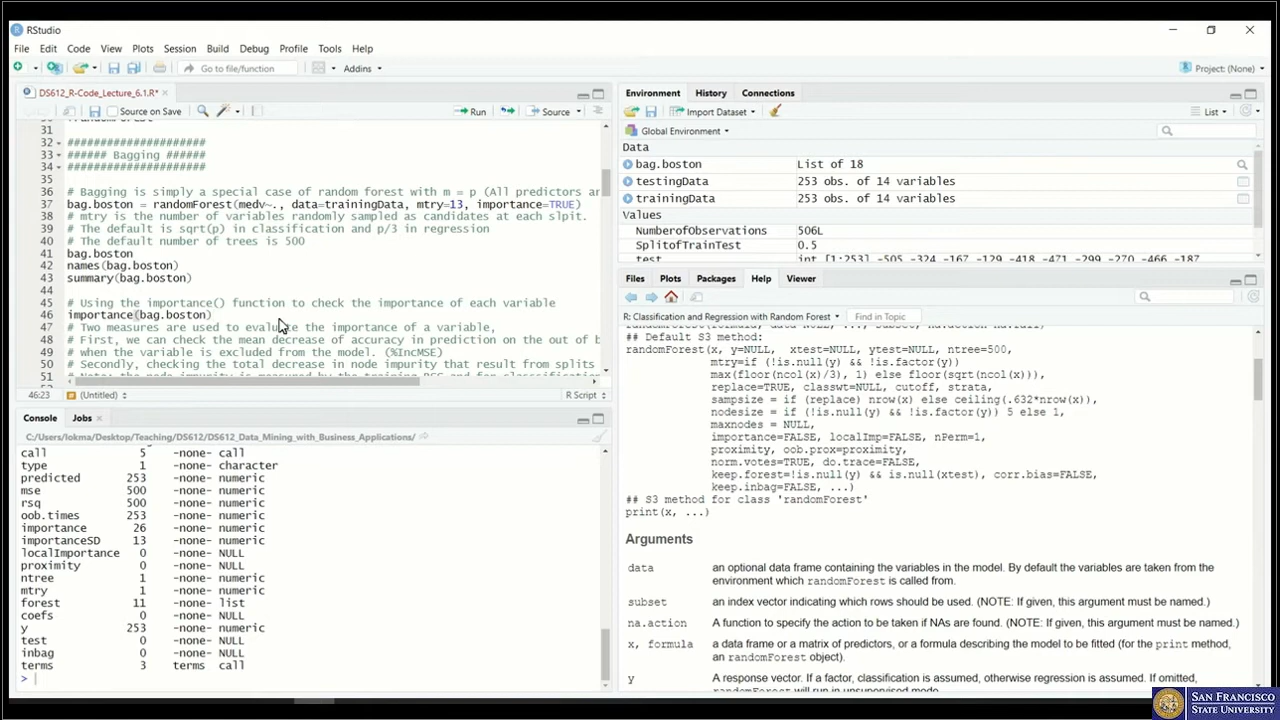 RStudio
File Edit Code View Plots Session Build Debug Profile Tools Help
Go to file/function Addins Project: (None)
DS612_R-Code_Lecture_6.1.R*
Source on Save Run Source
31
32 #####################
33 ###### Bagging ######
34 #####################
35
36 # Bagging is simply a special case of random forest with m = p (All predictors ar
37 bag.boston = randomForest(medv~., data=trainingData, mtry=13, importance=TRUE)
38 # mtry is the number of variables randomly sampled as candidates at each slpit.
39 # The default is sqrt(p) in classification and p/3 in regression
40 # The default number of trees is 500
41 bag.boston
42 names(bag.boston)
43 summary(bag.boston)
44
45 # Using the importance() function to check the importance of each variable
46 importance(bag.boston)
47 # Two measures are used to evaluate the importance of a variable,
48 # First, we can check the mean decrease of accuracy in prediction on the out of b
49 # when the variable is excluded from the model. (%IncMSE)
50 # Secondly, checking the total decrease in node impurity that result from splits
51
46:23 (Untitled) R Script
Console Jobs
C:/Users/lokma/Desktop/Teaching/DS612/DS612_Data_Mining_with_Business_Applications/
call 5 -none- call
type 1 -none- character
predicted 253 -none- numeric
mse 500 -none- numeric
rsq 500 -none- numeric
oob.times 253 -none- numeric
importance 26 -none- numeric
importanceSD 13 -none- numeric
localImportance 0 -none- NULL
proximity 0 -none- NULL
ntree 1 -none- numeric
mtry 1 -none- numeric
forest 11 -none- list
coefs 0 -none- NULL
y 253 -none- numeric
test 0 -none- NULL
inbag 0 -none- NULL
terms 3 terms call
>
Environment History Connections
Import Dataset List
Global Environment
Data
bag.boston List of 18
testingData 253 obs. of 14 variables
trainingData 253 obs. of 14 variables
Values
NumberofObservations 506L
SplitofTrainTest 0.5
test int [1:253] -505 -324 -167 -129 -418 -471 -299 -270 -466 -187
Files Plots Packages Help Viewer
R: Classification and Regression with Random Forest Find in Topic
## Default S3 method:
randomForest(x, y=NULL, xtest=NULL, ytest=NULL, ntree=500,
mtry=if (!is.null(y) && !is.factor(y))
max(floor(ncol(x)/3), 1) else floor(sqrt(ncol(x))),
replace=TRUE, classwt=NULL, cutoff, strata,
sampsize = if (replace) nrow(x) else ceiling(.632*nrow(x)),
nodesize = if (!is.null(y) && !is.factor(y)) 5 else 1,
maxnodes = NULL,
importance=FALSE, localImp=FALSE, nPerm=1,
proximity, oob.prox=proximity,
norm.votes=TRUE, do.trace=FALSE,
keep.forest=!is.null(y) && is.null(xtest), corr.bias=FALSE,
keep.inbag=FALSE, ...)
## S3 method for class 'randomForest'
print(x, ...)
Arguments
data an optional data frame containing the variables in the model. By default the variables are taken from the
environment which randomForest is called from.
subset an index vector indicating which rows should be used. (NOTE: If given, this argument must be named.)
na.action A function to specify the action to be taken if NAs are found. (NOTE: If given, this argument must be named.)
x, formula a data frame or a matrix of predictors, or a formula describing the model to be fitted (for the print method,
an randomForest object).
y A response vector. If a factor, classification is assumed, otherwise regression is assumed. If omitted,
randomForest will run in unsupervised mode.
SAN FRANCISCO
STATE UNIVERSITY